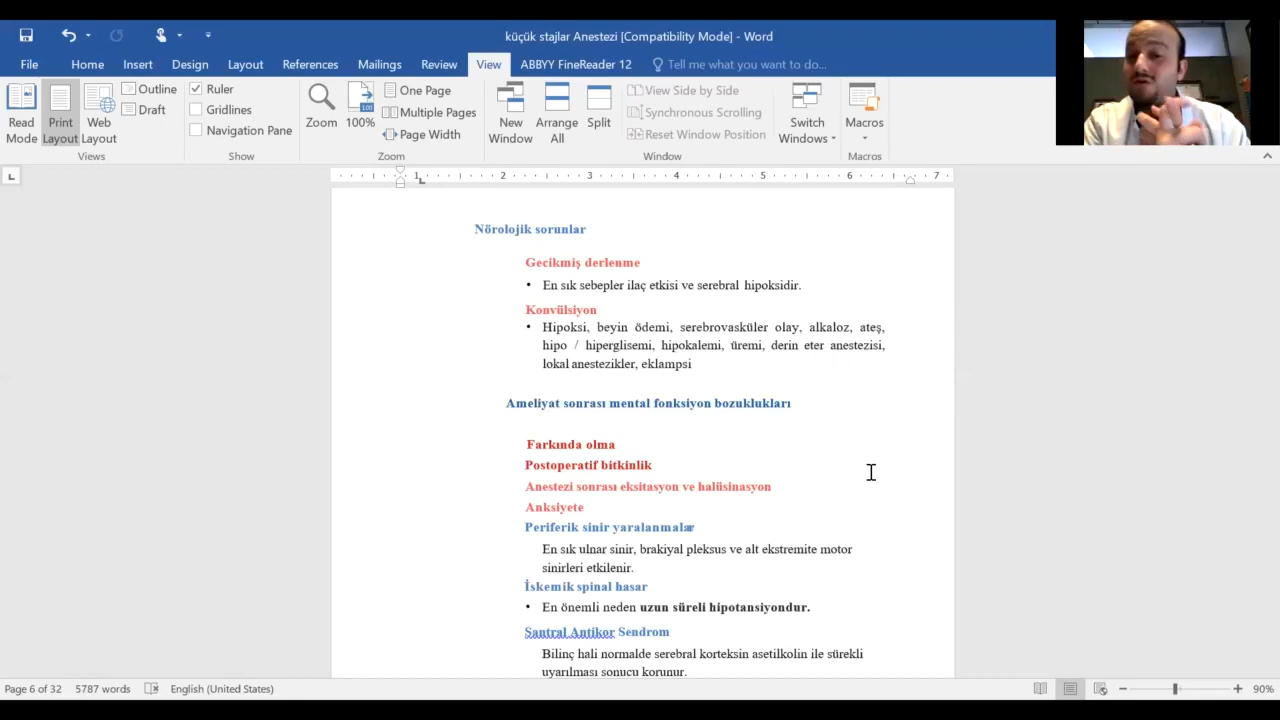 küçük stajlar Anestezi [Compatibility Mode] - Word
File Home Insert Design Layout References Mailings Review View ABBYY FineReader 12 Tell me what you want to do...
Read Mode
Print Layout
Web Layout
Outline
Draft
Views
Ruler
Gridlines
Navigation Pane
Show
Zoom
100
100%
One Page
Multiple Pages
Page Width
Zoom
New Window
Arrange All
Split
View Side by Side
Synchronous Scrolling
Reset Window Position
Window
Switch Windows
Macros
Macros
1 2 3 4 5 6 7
Nörolojik sorunlar
Gecikmiş derlenme
• En sık sebepler ilaç etkisi ve serebral hipoksidir.
Konvülsiyon
• Hipoksi, beyin ödemi, serebrovasküler olay, alkaloz, ateş,
hipo / hiperglisemi, hipokalemi, üremi, derin eter anestezisi,
lokal anestezikler, eklampsi
Ameliyat sonrası mental fonksiyon bozuklukları
Farkında olma
Postoperatif bitkinlik
Anestezi sonrası eksitasyon ve halüsinasyon
Anksiyete
Periferik sinir yaralanmalar
En sık ulnar sinir, brakiyal pleksus ve alt ekstremite motor
sinirleri etkilenir.
İskemik spinal hasar
• En önemli neden uzun süreli hipotansiyondur.
Santral Antikor Sendrom
Bilinç hali normalde serebral korteksin asetilkolin ile sürekli
uyarılması sonucu korunur.
Page 6 of 32 5787 words English (United States) 90%